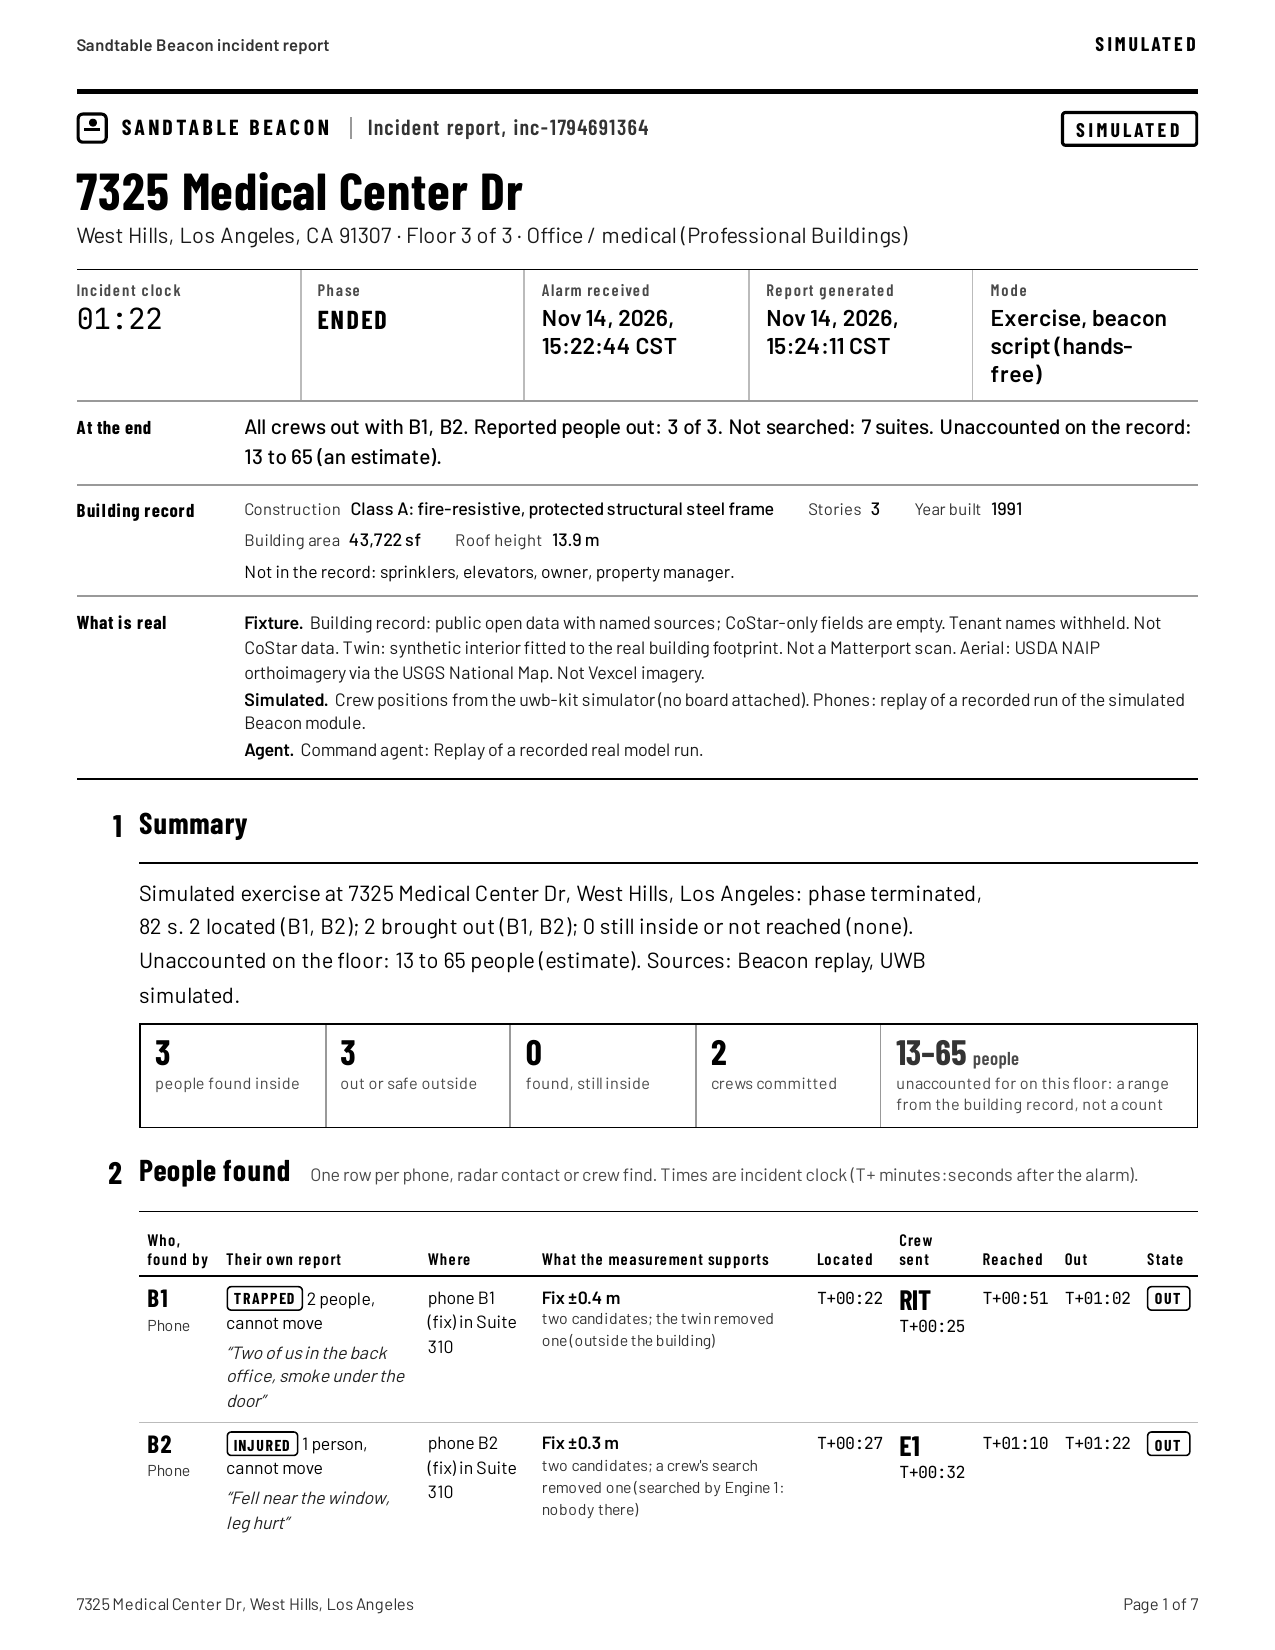 Sandtable Beacon incident report
SIMULATED
SANDTABLE BEACON | Incident report, inc-1794691364
SIMULATED
7325 Medical Center Dr
West Hills, Los Angeles, CA 91307 · Floor 3 of 3 · Office / medical (Professional Buildings)
Incident clock
01:22
Phase
ENDED
Alarm received
Nov 14, 2026,
15:22:44 CST
Report generated
Nov 14, 2026,
15:24:11 CST
Mode
Exercise, beacon
script (hands-
free)
At the end
All crews out with B1, B2. Reported people out: 3 of 3. Not searched: 7 suites. Unaccounted on the record:
13 to 65 (an estimate).
Building record
Construction Class A: fire-resistive, protected structural steel frame Stories 3 Year built 1991
Building area 43,722 sf Roof height 13.9 m
Not in the record: sprinklers, elevators, owner, property manager.
What is real
Fixture. Building record: public open data with named sources; CoStar-only fields are empty. Tenant names withheld. Not
CoStar data. Twin: synthetic interior fitted to the real building footprint. Not a Matterport scan. Aerial: USDA NAIP
orthoimagery via the USGS National Map. Not Vexcel imagery.
Simulated. Crew positions from the uwb-kit simulator (no board attached). Phones: replay of a recorded run of the simulated
Beacon module.
Agent. Command agent: Replay of a recorded real model run.
1 Summary
Simulated exercise at 7325 Medical Center Dr, West Hills, Los Angeles: phase terminated,
82 s. 2 located (B1, B2); 2 brought out (B1, B2); 0 still inside or not reached (none).
Unaccounted on the floor: 13 to 65 people (estimate). Sources: Beacon replay, UWB
simulated.
3
people found inside
3
out or safe outside
0
found, still inside
2
crews committed
13–65 people
unaccounted for on this floor: a range
from the building record, not a count
2 People found One row per phone, radar contact or crew find. Times are incident clock (T+ minutes:seconds after the alarm).
Who,
found by
Their own report
Where
What the measurement supports
Located
Crew
sent
Reached
Out
State
B1
Phone
TRAPPED 2 people,
cannot move
“Two of us in the back
office, smoke under the
door”
phone B1
(fix) in Suite
310
Fix ±0.4 m
two candidates; the twin removed
one (outside the building)
T+00:22
RIT
T+00:25
T+00:51
T+01:02
OUT
B2
Phone
INJURED 1 person,
cannot move
“Fell near the window,
leg hurt”
phone B2
(fix) in Suite
310
Fix ±0.3 m
two candidates; a crew's search
removed one (searched by Engine 1:
nobody there)
T+00:27
E1
T+00:32
T+01:10
T+01:22
OUT
7325 Medical Center Dr, West Hills, Los Angeles
Page 1 of 7